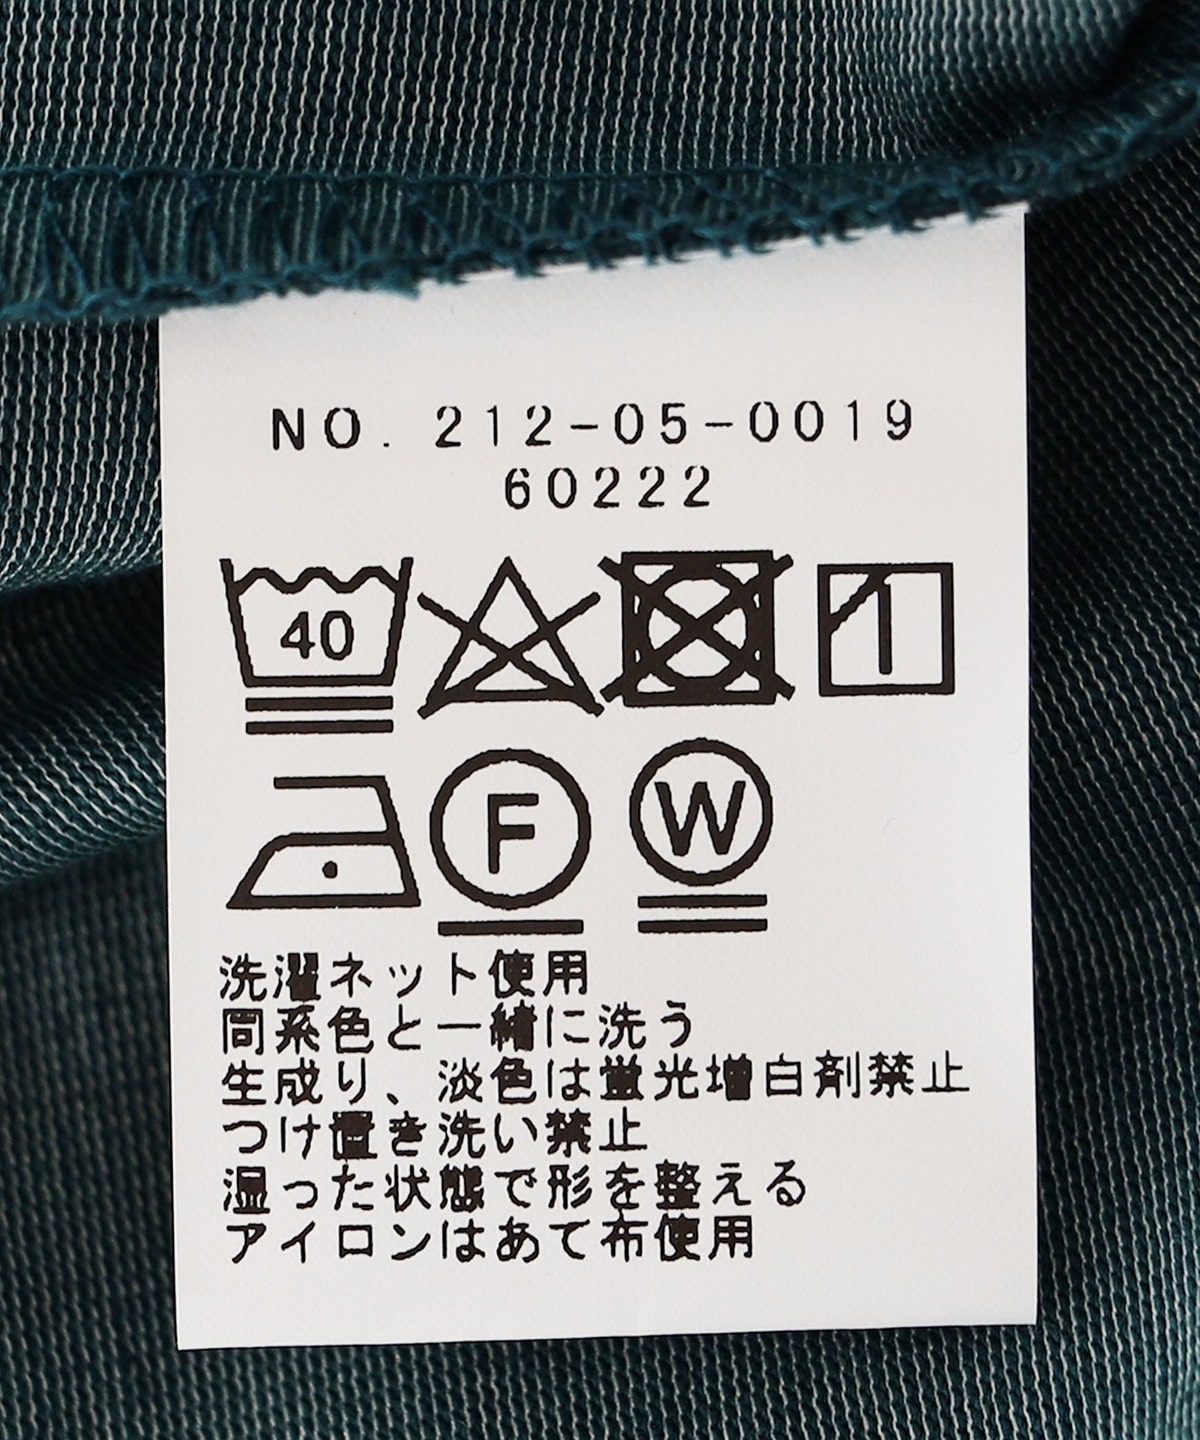 NO. 212-05-0019
60222
40
F
W
洗濯ネット使用
同系色と一緒に洗う
生成り、淡色は蛍光増白剤禁止
つけ置き洗い禁止
湿った状態で形を整える
アイロンはあて布使用